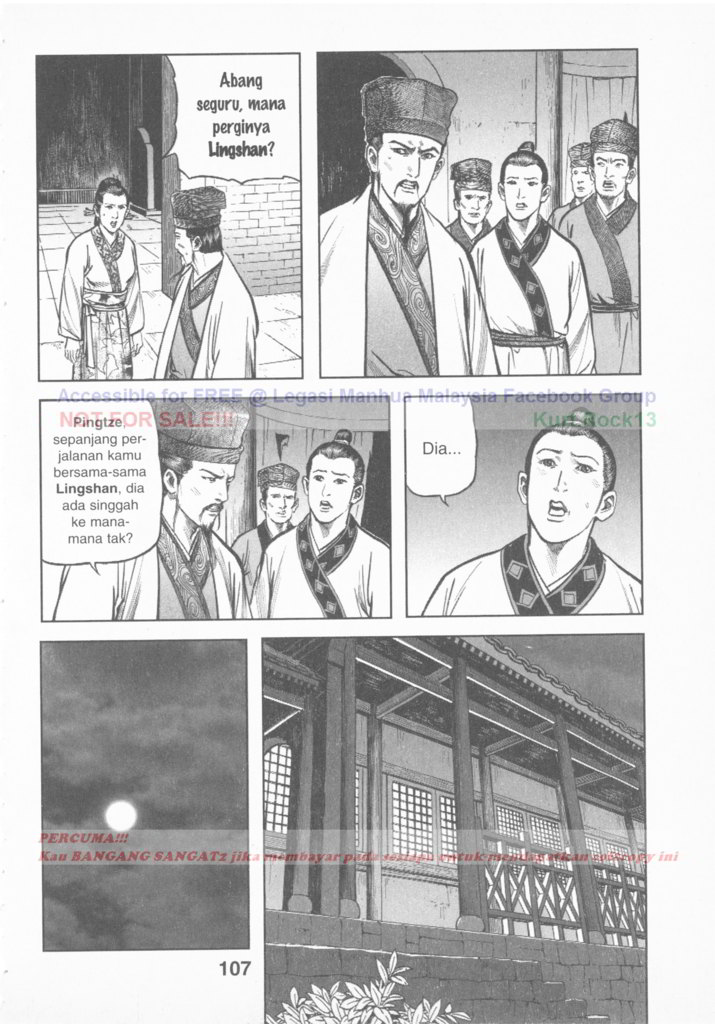 Abang
seguru, mana
perginya
Lingshan?
Accessible for FREE @ Legasi Manhua Malaysia Facebook Group
NOT FOR SALE!!!
Kurt Rock13
Pingtze,
sepanjang per-
jalanan kamu
bersama-sama
Lingshan, dia
ada singgah
ke mana-
mana tak?
Dia...
PERCUMA!!!
Kau BANGANG SANGATz jika membayar pada sesiapa untuk mendapatkan softcopy ini
107